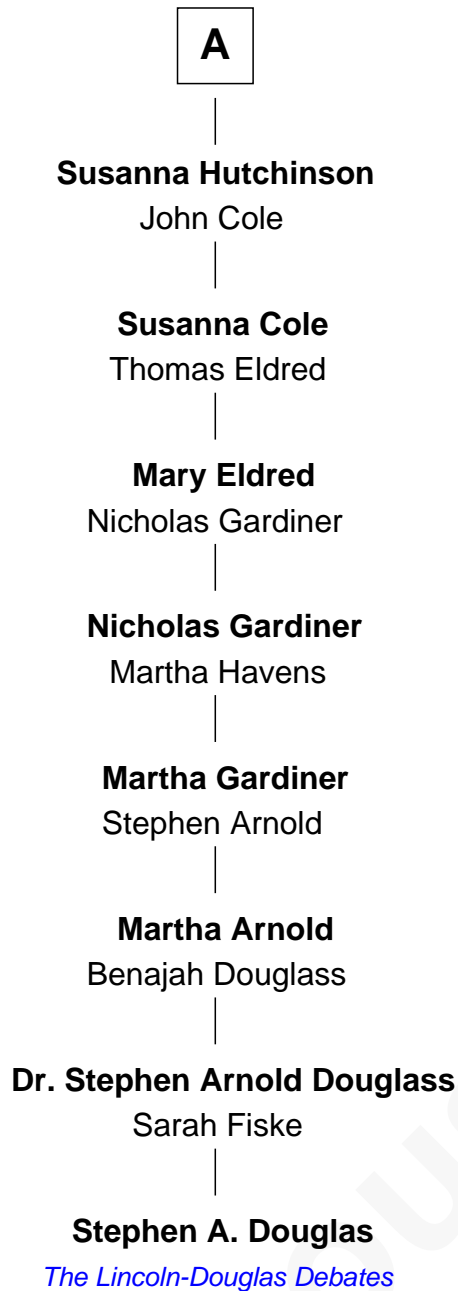 A
Susanna Hutchinson
John Cole
Susanna Cole
Thomas Eldred
Mary Eldred
Nicholas Gardiner
Nicholas Gardiner
Martha Havens
Martha Gardiner
Stephen Arnold
Martha Arnold
Benajah Douglass
Dr. Stephen Arnold Douglass
Sarah Fiske
Stephen A. Douglas
The Lincoln-Douglas Debates